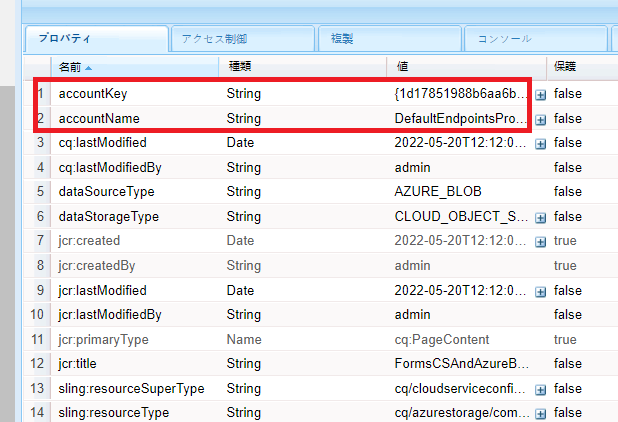 プロパティ アクセス制御 複製 コンソール
名前 種類 値 保護
1 accountKey String {1d17851988b6aa6b... false
2 accountName String DefaultEndpointsPro... false
3 cq:lastModified Date 2022-05-20T12:12:0... false
4 cq:lastModifiedBy String admin false
5 dataSourceType String AZURE_BLOB false
6 dataStorageType String CLOUD_OBJECT_S... false
7 jcr:created Date 2022-05-20T12:12:0... true
8 jcr:createdBy String admin true
9 jcr:lastModified Date 2022-05-20T12:12:0... false
10 jcr:lastModifiedBy String admin false
11 jcr:primaryType Name cq:PageContent true
12 jcr:title String FormsCSAndAzureB... false
13 sling:resourceSuperType String cq/cloudserviceconfi... false
14 sling:resourceType String cq/azurestorage/com... false